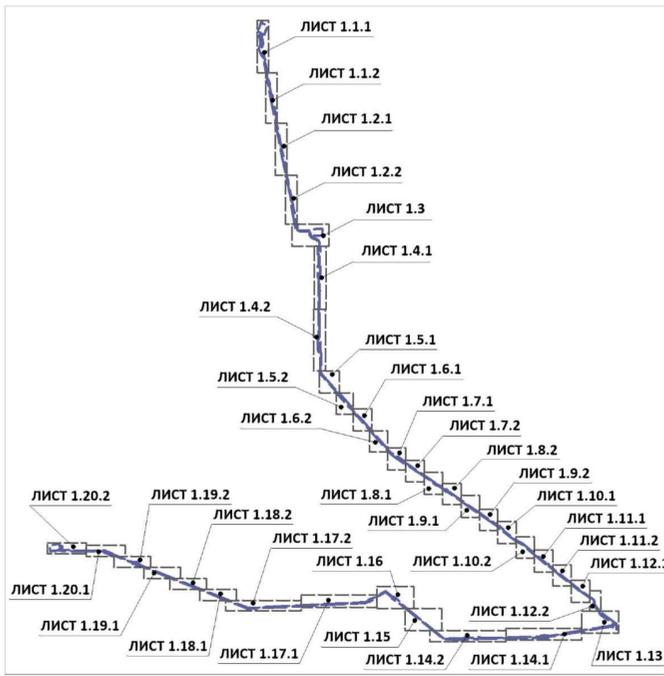 ЛИСТ 1.1.1
ЛИСТ 1.1.2
ЛИСТ 1.2.1
ЛИСТ 1.2.2
ЛИСТ 1.3
ЛИСТ 1.4.1
ЛИСТ 1.4.2
ЛИСТ 1.5.1
ЛИСТ 1.6.1
ЛИСТ 1.5.2
ЛИСТ 1.7.1
ЛИСТ 1.6.2
ЛИСТ 1.7.2
ЛИСТ 1.8.2
ЛИСТ 1.9.2
ЛИСТ 1.8.1
ЛИСТ 1.10.1
ЛИСТ 1.9.1
ЛИСТ 1.11.1
ЛИСТ 1.11.2
ЛИСТ 1.10.2
ЛИСТ 1.12.1
ЛИСТ 1.20.2
ЛИСТ 1.19.2
ЛИСТ 1.18.2
ЛИСТ 1.17.2
ЛИСТ 1.16
ЛИСТ 1.20.1
ЛИСТ 1.12.2
ЛИСТ 1.19.1
ЛИСТ 1.15
ЛИСТ 1.18.1
ЛИСТ 1.17.1
ЛИСТ 1.14.2
ЛИСТ 1.14.1
ЛИСТ 1.13